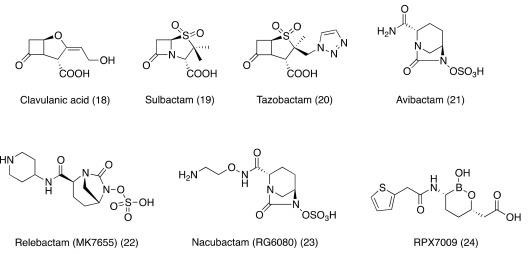 O
OH
O
COOH
Clavulanic acid (18)
O O
S
N
O
COOH
Sulbactam (19)
O O
S
N N
N
O
COOH
Tazobactam (20)
O
H2N
N
N
O
OSO3H
Avibactam (21)
HN
O
N
H
N
O
N
O
O
S OH
O
Relebactam (MK7655) (22)
H2N
O
N
H
O
N
N
O
OSO3H
Nacubactam (RG6080) (23)
S
O
H
N
OH
B
O
O
OH
RPX7009 (24)